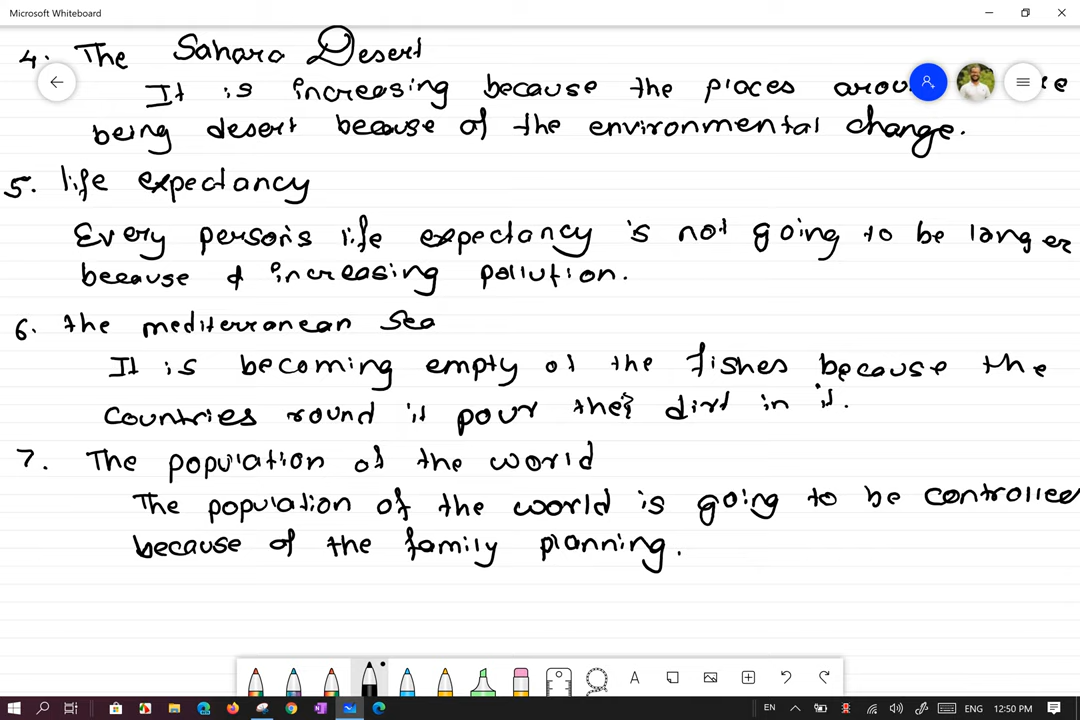 Microsoft Whiteboard
4. The Sahara Desert
It is increasing because the places
being desert because of the environmental change.
5. life expectancy
Every person's life expectancy is not going to be longer
because of increasing pollution.
6. the mediterranean Sea
It is becoming empty of the fishes because the
countries round it pour their dirt in it.
7. The population of the world
The population of the world is going to be controlled
because of the family planning.
A
EN ENG 12:50 PM